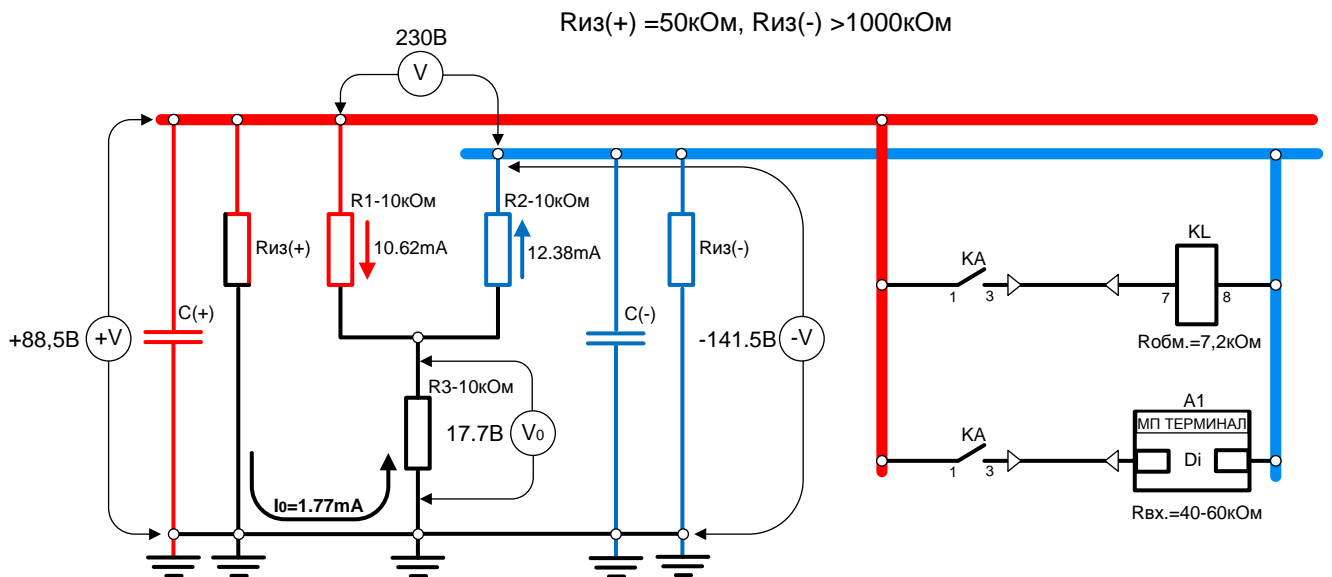 Rиз(+) =50кОм, Rиз(-) >1000кОм
230В
V
R1-10кОм
10.62mA
R2-10кОм
12.38mA
Rиз(+)
Rиз(-)
C(+)
C(-)
+88,5В
+V
-141.5В
-V
R3-10кОм
17.7В
V0
I0=1.77mA
KA
1
3
KL
7
8
Rобм.=7,2кОм
A1
МП ТЕРМИНАЛ
KA
1
3
Di
Rвх.=40-60кОм